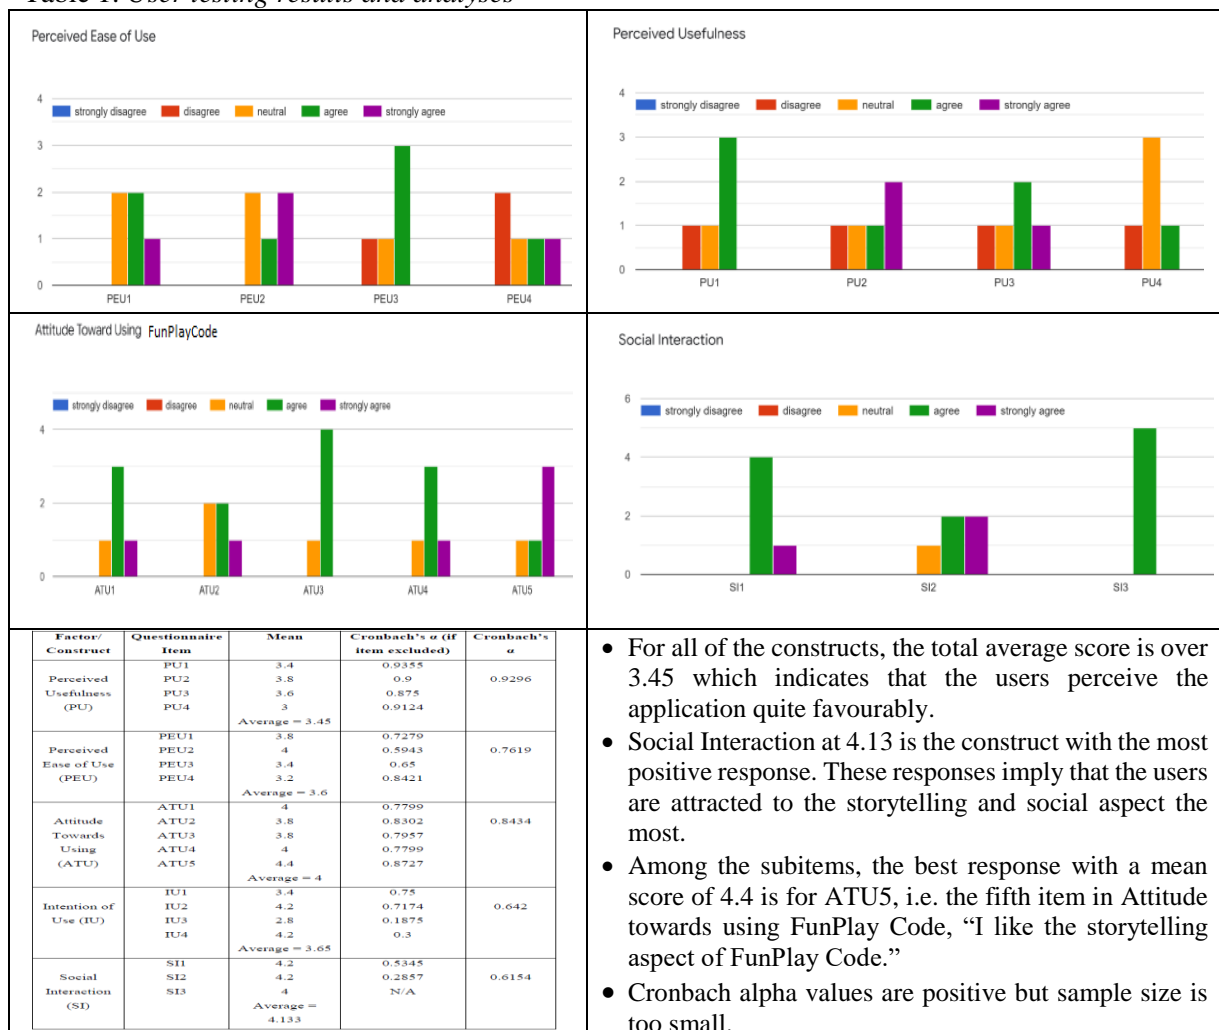 Table 1. User testing results and analyses
Perceived Ease of Use
4
strongly disagree disagree neutral agree strongly agree
3
2
1
0
PEU1 PEU2 PEU3 PEU4
Perceived Usefulness
4
strongly disagree disagree neutral agree strongly agree
3
2
1
0
PU1 PU2 PU3 PU4
Attitude Toward Using FunPlayCode
strongly disagree disagree neutral agree strongly agree
4
2
0
ATU1 ATU2 ATU3 ATU4 ATU5
Social Interaction
6
strongly disagree disagree neutral agree strongly agree
4
2
0
SI1 SI2 SI3
Factor/ Questionnaire Mean Cronbach's α (if Cronbach's
Construct Item item excluded) α
PU1 3.4 0.9355
Perceived PU2 3.8 0.9 0.9296
Usefulness PU3 3.6 0.875
(PU) PU4 3 0.9124
Average = 3.45
PEU1 3.8 0.7279
Perceived PEU2 4 0.5943 0.7619
Ease of Use PEU3 3.4 0.65
(PEU) PEU4 3.2 0.8421
Average = 3.6
ATU1 4 0.7799
Attitude ATU2 3.8 0.8302 0.8434
Towards ATU3 3.8 0.7957
Using ATU4 4 0.7799
(ATU) ATU5 4.4 0.8727
Average = 4
IU1 3.4 0.75
Intention of IU2 4.2 0.7174 0.642
Use (IU) IU3 2.8 0.1875
IU4 4.2 0.3
Average = 3.65
SI1 4.2 0.5345
Social SI2 4.2 0.2857 0.6154
Interaction SI3 4 N/A
(SI) Average =
4.133
• For all of the constructs, the total average score is over
3.45 which indicates that the users perceive the
application quite favourably.
• Social Interaction at 4.13 is the construct with the most
positive response. These responses imply that the users
are attracted to the storytelling and social aspect the
most.
• Among the subitems, the best response with a mean
score of 4.4 is for ATU5, i.e. the fifth item in Attitude
towards using FunPlay Code, “I like the storytelling
aspect of FunPlay Code.”
• Cronbach alpha values are positive but sample size is
too small.